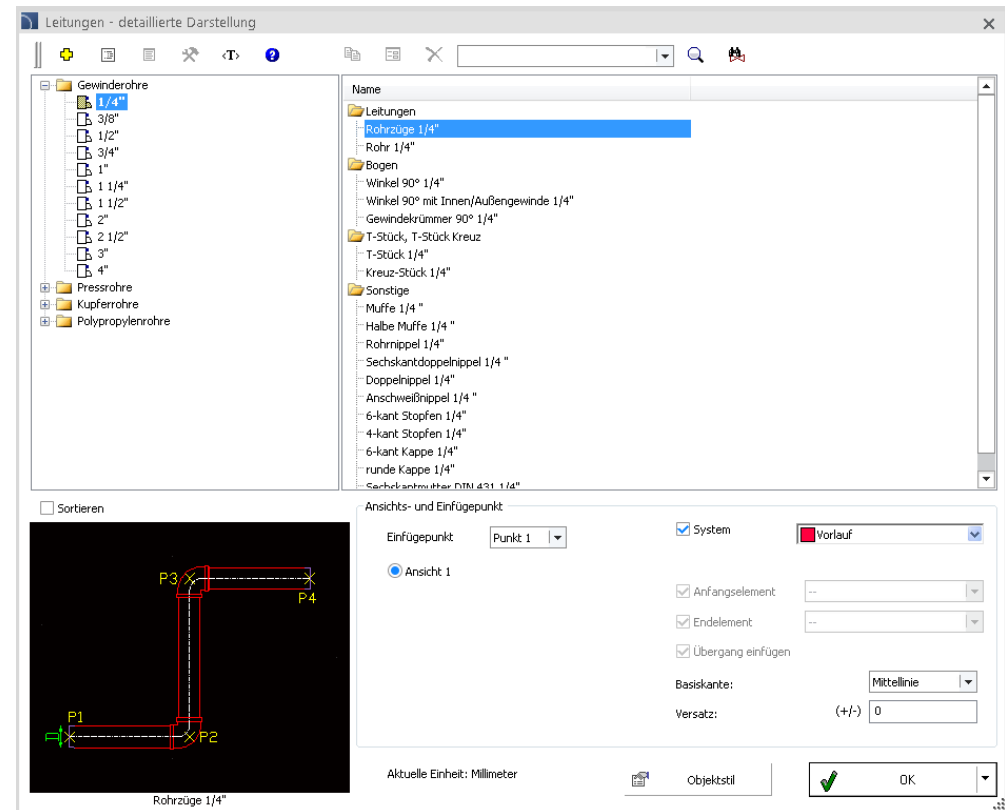 Leitungen - detaillierte Darstellung
‹T›
Gewinderohre
1/4"
3/8"
1/2"
3/4"
1"
1 1/4"
1 1/2"
2"
2 1/2"
3"
4"
Pressrohre
Kupferrohre
Polypropylenrohre
Name
Leitungen
Rohrzüge 1/4"
Rohr 1/4"
Bogen
Winkel 90° 1/4"
Winkel 90° mit Innen/Außengewinde 1/4"
Gewindekrümmer 90° 1/4"
T-Stück, T-Stück Kreuz
T-Stück 1/4"
Kreuz-Stück 1/4"
Sonstige
Muffe 1/4 "
Halbe Muffe 1/4 "
Rohrnippel 1/4"
Sechskantdoppelnippel 1/4 "
Doppelnippel 1/4"
Anschweißnippel 1/4 "
6-kant Stopfen 1/4"
4-kant Stopfen 1/4"
6-kant Kappe 1/4"
runde Kappe 1/4"
Sechskantmutter DIN 431 1/4"
Sortieren
P3
P4
P1
P2
Rohrzüge 1/4"
Ansichts- und Einfügepunkt
Einfügepunkt Punkt 1
Ansicht 1
System Vorlauf
Anfangselement --
Endelement --
Übergang einfügen
Basiskante: Mittellinie
Versatz: (+/-) 0
Aktuelle Einheit: Millimeter
Objektstil
OK